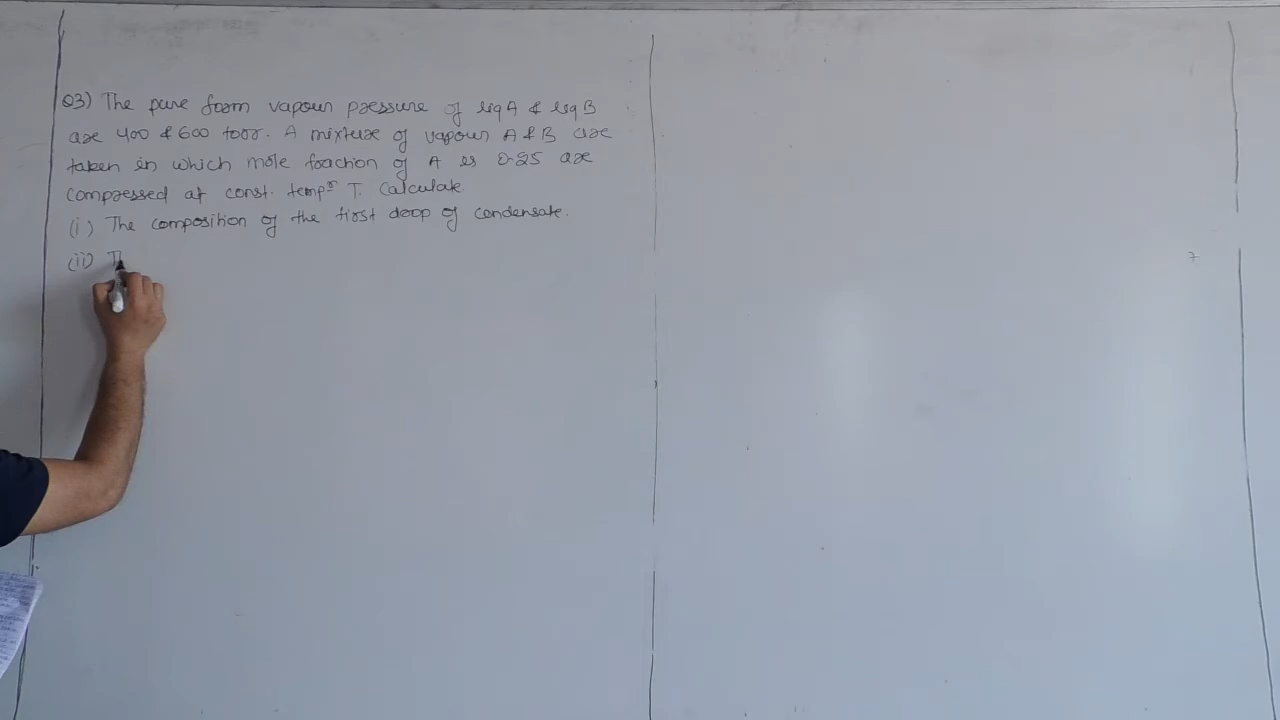 Q3) The pure form vapour pressure of liq A & liq B
are 400 & 600 torr. A mixture of vapour A & B are
taken in which mole fraction of A is 0.25 are
compressed at const. tempr T. Calculate
(i) The composition of the first drop of condensate.
(ii) T